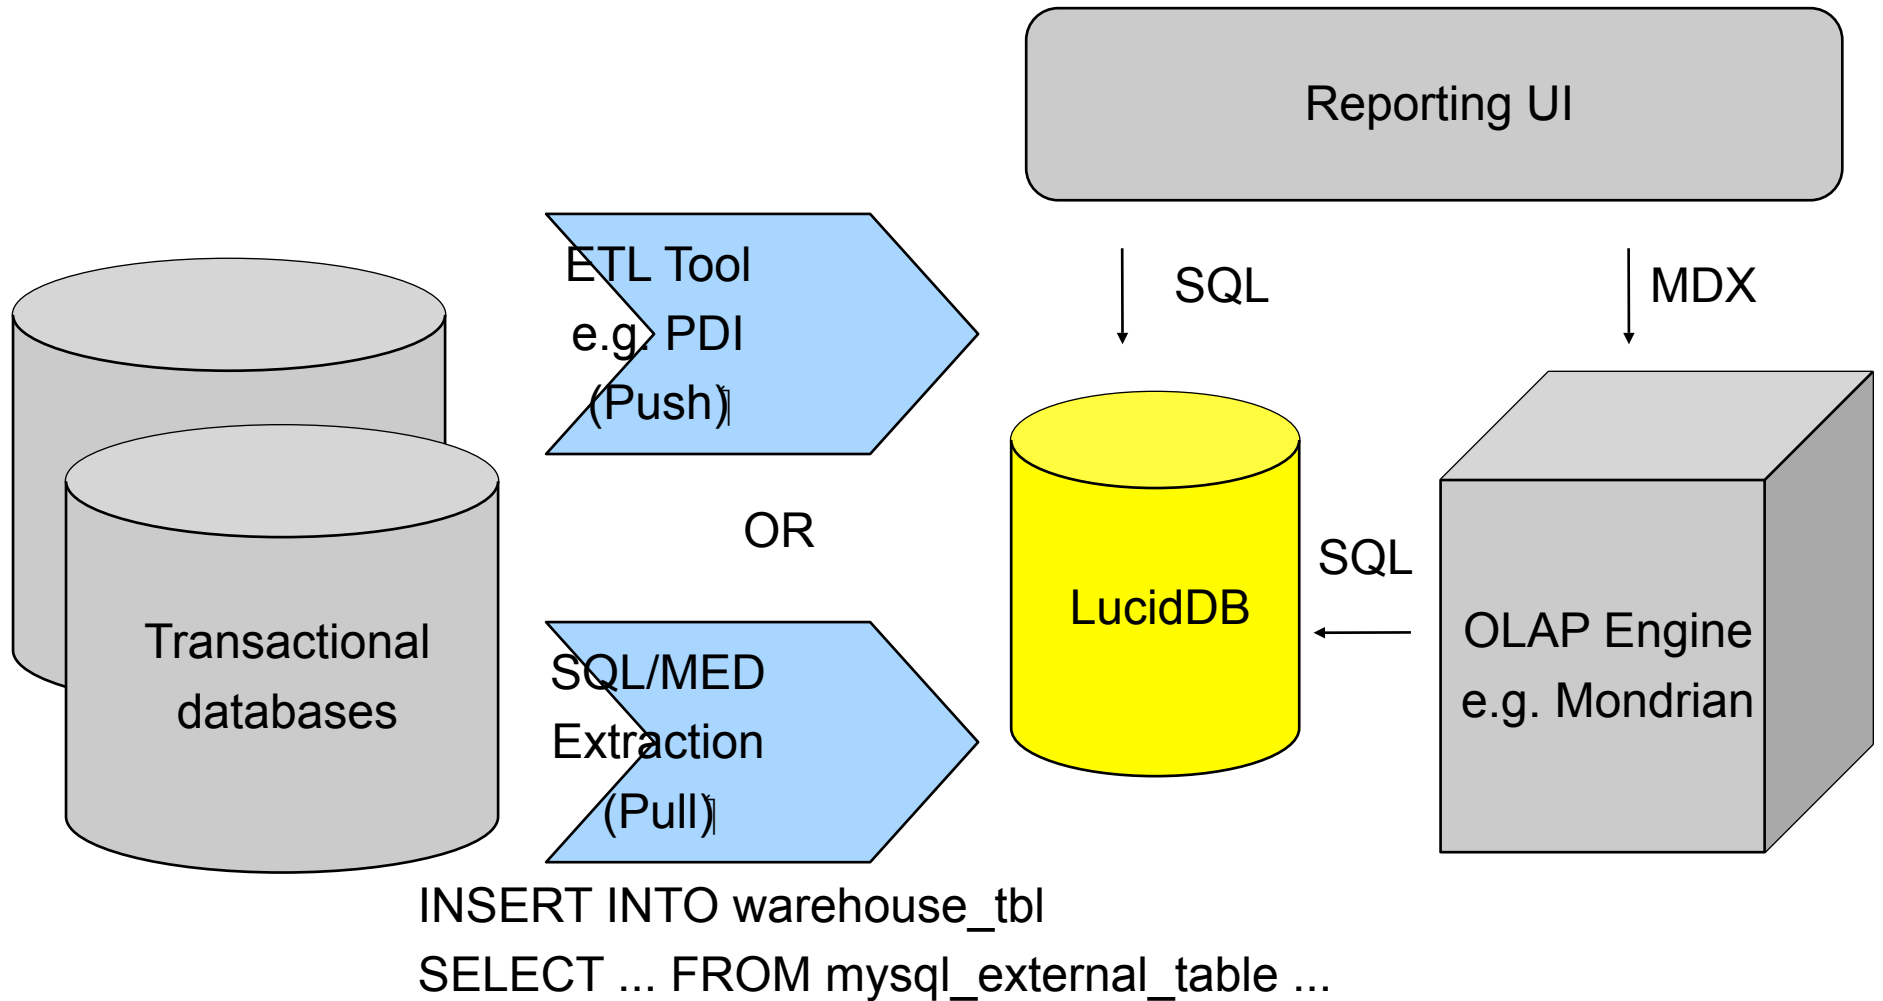 Reporting UI
ETL Tool
e.g. PDI
(Push)
SQL
MDX
OR
SQL
LucidDB
OLAP Engine
e.g. Mondrian
Transactional
databases
SQL/MED
Extraction
(Pull)
INSERT INTO warehouse_tbl
SELECT ... FROM mysql_external_table ...